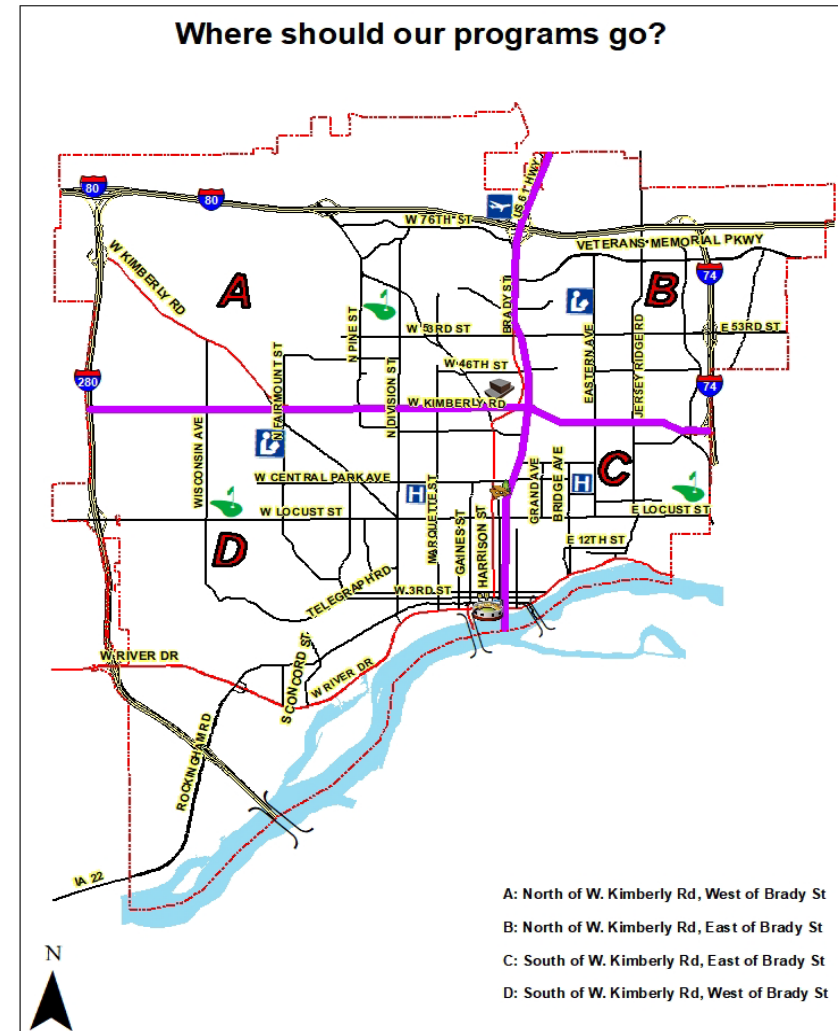 Where should our programs go?
80
80
US 61 HWY
W 76TH ST
VETERANS MEMORIAL PKWY
W KIMBERLY RD
A
B
74
N PINE ST
BRADY ST
EASTERN AVE
JERSEY RIDGE RD
W 53RD ST
E 53RD ST
W 46TH ST
280
74
N FAIRMOUNT ST
N DIVISION ST
W KIMBERLY RD
WISCONSIN AVE
W CENTRAL PARK AVE
GRAND AVE
BRIDGE AVE
C
H
H
MARQUETTE ST
GAINES ST
HARRISON ST
W LOCUST ST
E LOCUST ST
D
E 12TH ST
TELEGRAPH RD
W 3RD ST
W RIVER DR
S CONCORD ST
W RIVER DR
ROCKINGHAM RD
IA 22
A: North of W. Kimberly Rd, West of Brady St
B: North of W. Kimberly Rd, East of Brady St
C: South of W. Kimberly Rd, East of Brady St
D: South of W. Kimberly Rd, West of Brady St
N